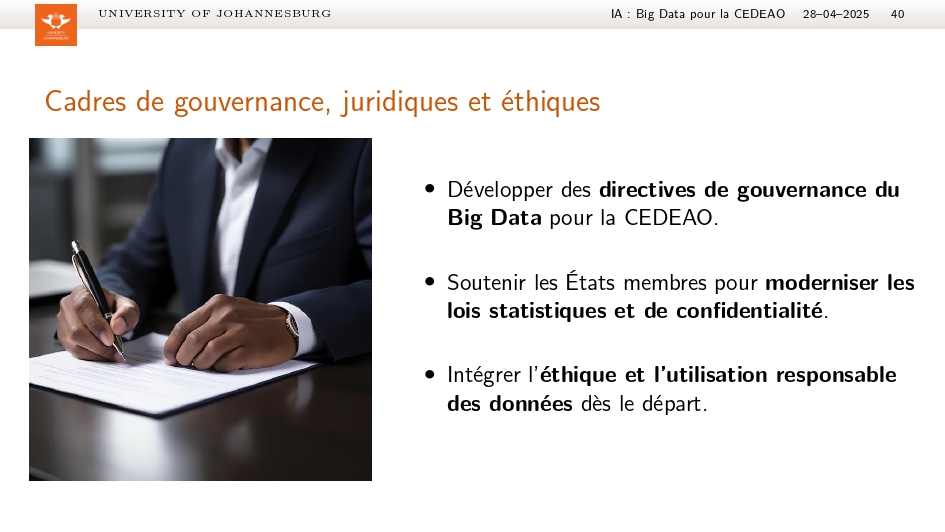 UNIVERSITY OF JOHANNESBURG
IA : Big Data pour la CEDEAO 28–04–2025 40
UNIVERSITY
JOHANNESBURG
Cadres de gouvernance, juridiques et éthiques
• Développer des directives de gouvernance du
Big Data pour la CEDEAO.
• Soutenir les États membres pour moderniser les
lois statistiques et de confidentialité.
• Intégrer l'éthique et l'utilisation responsable
des données dès le départ.